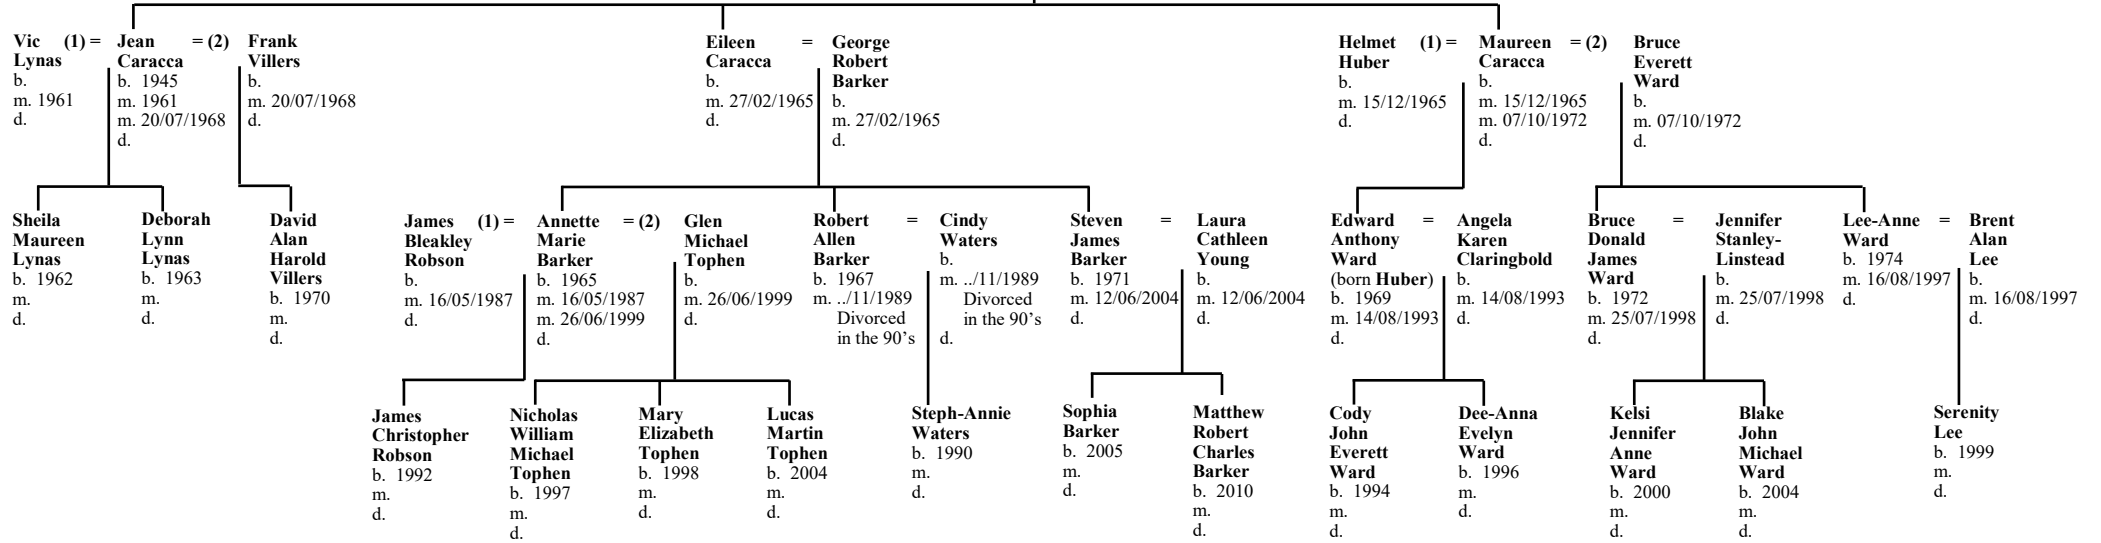 Vic (1) =
Lynas
b.
m. 1961
d.
Jean = (2)
Caracca
b. 1945
m. 1961
m. 20/07/1968
d.
Frank
Villers
b.
m. 20/07/1968
d.
Eileen =
Caracca
b.
m. 27/02/1965
d.
George
Robert
Barker
b.
m. 27/02/1965
d.
Helmet (1) =
Huber
b.
m. 15/12/1965
d.
Maureen = (2)
Caracca
b.
m. 15/12/1965
m. 07/10/1972
d.
Bruce
Everett
Ward
b.
m. 07/10/1972
d.
Sheila
Maureen
Lynas
b. 1962
m.
d.
Deborah
Lynn
Lynas
b. 1963
m.
d.
David
Alan
Harold
Villers
b. 1970
m.
d.
James (1) =
Bleakley
Robson
b.
m. 16/05/1987
d.
Annette = (2)
Marie
Barker
b. 1965
m. 16/05/1987
m. 26/06/1999
d.
Glen
Michael
Tophen
b.
m. 26/06/1999
d.
Robert =
Allen
Barker
b. 1967
m. ../11/1989
Divorced
in the 90’s
Cindy
Waters
b.
m. ../11/1989
Divorced
in the 90’s
d.
Steven =
James
Barker
b. 1971
m. 12/06/2004
d.
Laura
Cathleen
Young
b.
m. 12/06/2004
d.
Edward =
Anthony
Ward
(born Huber)
b. 1969
m. 14/08/1993
d.
Angela
Karen
Claringbold
b.
m. 14/08/1993
d.
Bruce =
Donald
James
Ward
b. 1972
m. 25/07/1998
d.
Jennifer
Stanley-
Linstead
b.
m. 25/07/1998
d.
Lee-Anne =
Ward
b. 1974
m. 16/08/1997
d.
Brent
Alan
Lee
b.
m. 16/08/1997
d.
James
Christopher
Robson
b. 1992
m.
d.
Nicholas
William
Michael
Tophen
b. 1997
m.
d.
Mary
Elizabeth
Tophen
b. 1998
m.
d.
Lucas
Martin
Tophen
b. 2004
m.
d.
Steph-Annie
Waters
b. 1990
m.
d.
Sophia
Barker
b. 2005
m.
d.
Matthew
Robert
Charles
Barker
b. 2010
m.
d.
Cody
John
Everett
Ward
b. 1994
m.
d.
Dee-Anna
Evelyn
Ward
b. 1996
m.
d.
Kelsi
Jennifer
Anne
Ward
b. 2000
m.
d.
Blake
John
Michael
Ward
b. 2004
m.
d.
Serenity
Lee
b. 1999
m.
d.